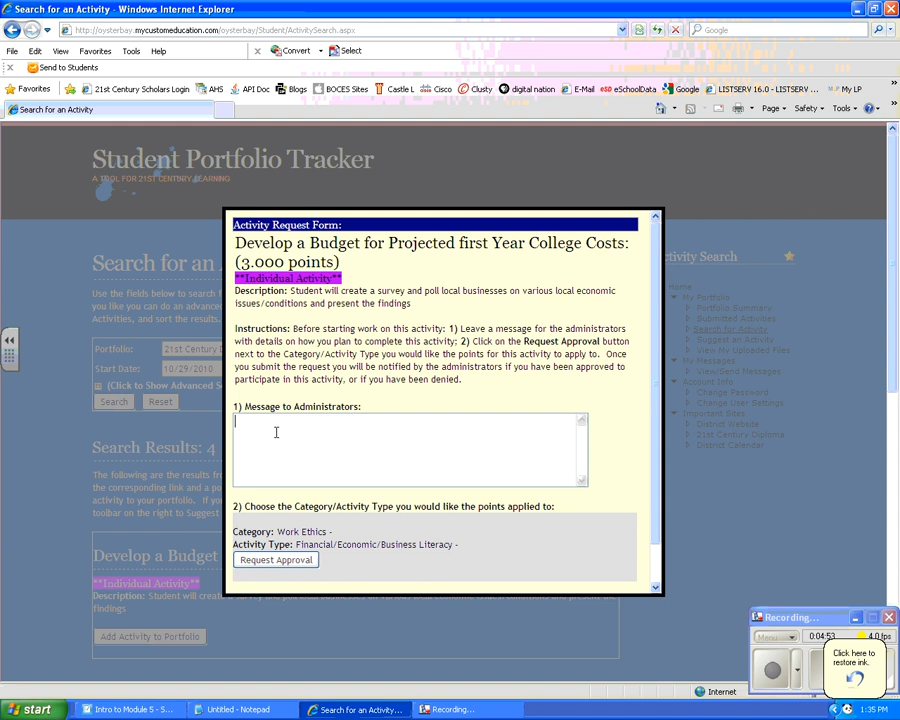 Search for an Activity - Windows Internet Explorer
http://oysterbay.mycustomeducation.com/oysterbay/Student/ActivitySearch.aspx
Google
File Edit View Favorites Tools Help
Convert Select
Send to Students
Favorites 21st Century Scholars Login AHS API Doc Blogs BOCES Sites Castle L Cisco Clusty digital nation E-Mail eSchoolData Google LISTSERV 16.0 - LISTSERV ... My LP
Search for an Activity
Page Safety Tools
Student Portfolio Tracker
A TOOL FOR 21ST CENTURY LEARNING
Search for an
Use the fields below to search f
you like you can do an advanced
Activities, and sort the results.
Portfolio: 21st Century D
Start Date: 10/29/2010
(Click to Show Advanced Se
Search Reset
Search Results: 4
The following are the results fro
the corresponding link and a po
activity to your portfolio. If yo
toolbar on the right to Suggest
Develop a Budget
**Individual Activity**
Description: Student will create
findings
Add Activity to Portfolio
Activity Request Form:
Develop a Budget for Projected first Year College Costs:
(3.000 points)
**Individual Activity**
Description: Student will create a survey and poll local businesses on various local economic
issues/conditions and present the findings
Instructions: Before starting work on this activity: 1) Leave a message for the administrators
with details on how you plan to complete this activity; 2) Click on the Request Approval button
next to the Category/Activity Type you would like the points for this activity to apply to. Once
you submit the request you will be notified by the administrators if you have been approved to
participate in this activity, or if you have been denied.
1) Message to Administrators:
2) Choose the Category/Activity Type you would like the points applied to:
Category: Work Ethics -
Activity Type: Financial/Economic/Business Literacy -
Request Approval
Activity Search
Home
My Portfolio
Portfolio Summary
Submitted Activities
Search for Activity
Suggest an Activity
View My Uploaded Files
My Messages
View/Send Messages
Account Info
Change Password
Change User Settings
Important Sites
District Website
21st Century Diploma
District Calendar
Recording...
Menu 0:04:53 4.0 fps
Click here to
restore ink.
Internet
start Intro to Module 5 - S... Untitled - Notepad Search for an Activity... Recording... 1:35 PM